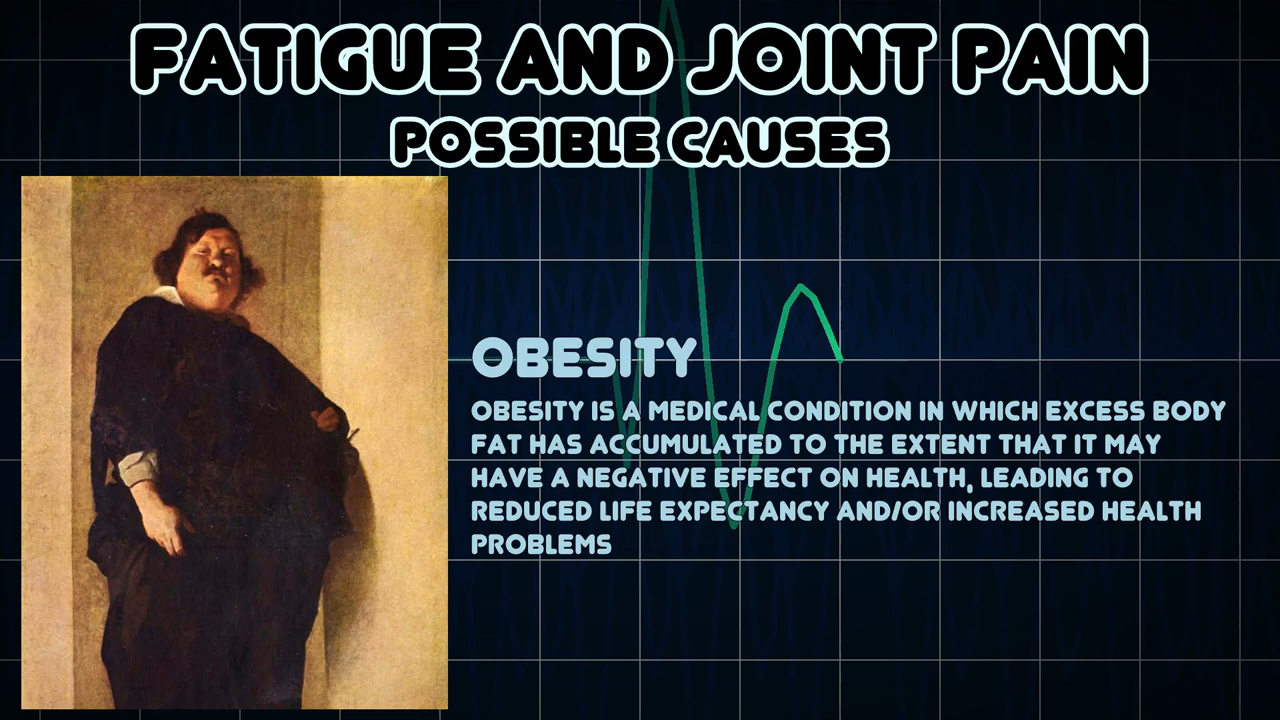 FATIGUE AND JOINT PAIN
POSSIBLE CAUSES
OBESITY
OBESITY IS A MEDICAL CONDITION IN WHICH EXCESS BODY
FAT HAS ACCUMULATED TO THE EXTENT THAT IT MAY
HAVE A NEGATIVE EFFECT ON HEALTH, LEADING TO
REDUCED LIFE EXPECTANCY AND/OR INCREASED HEALTH
PROBLEMS